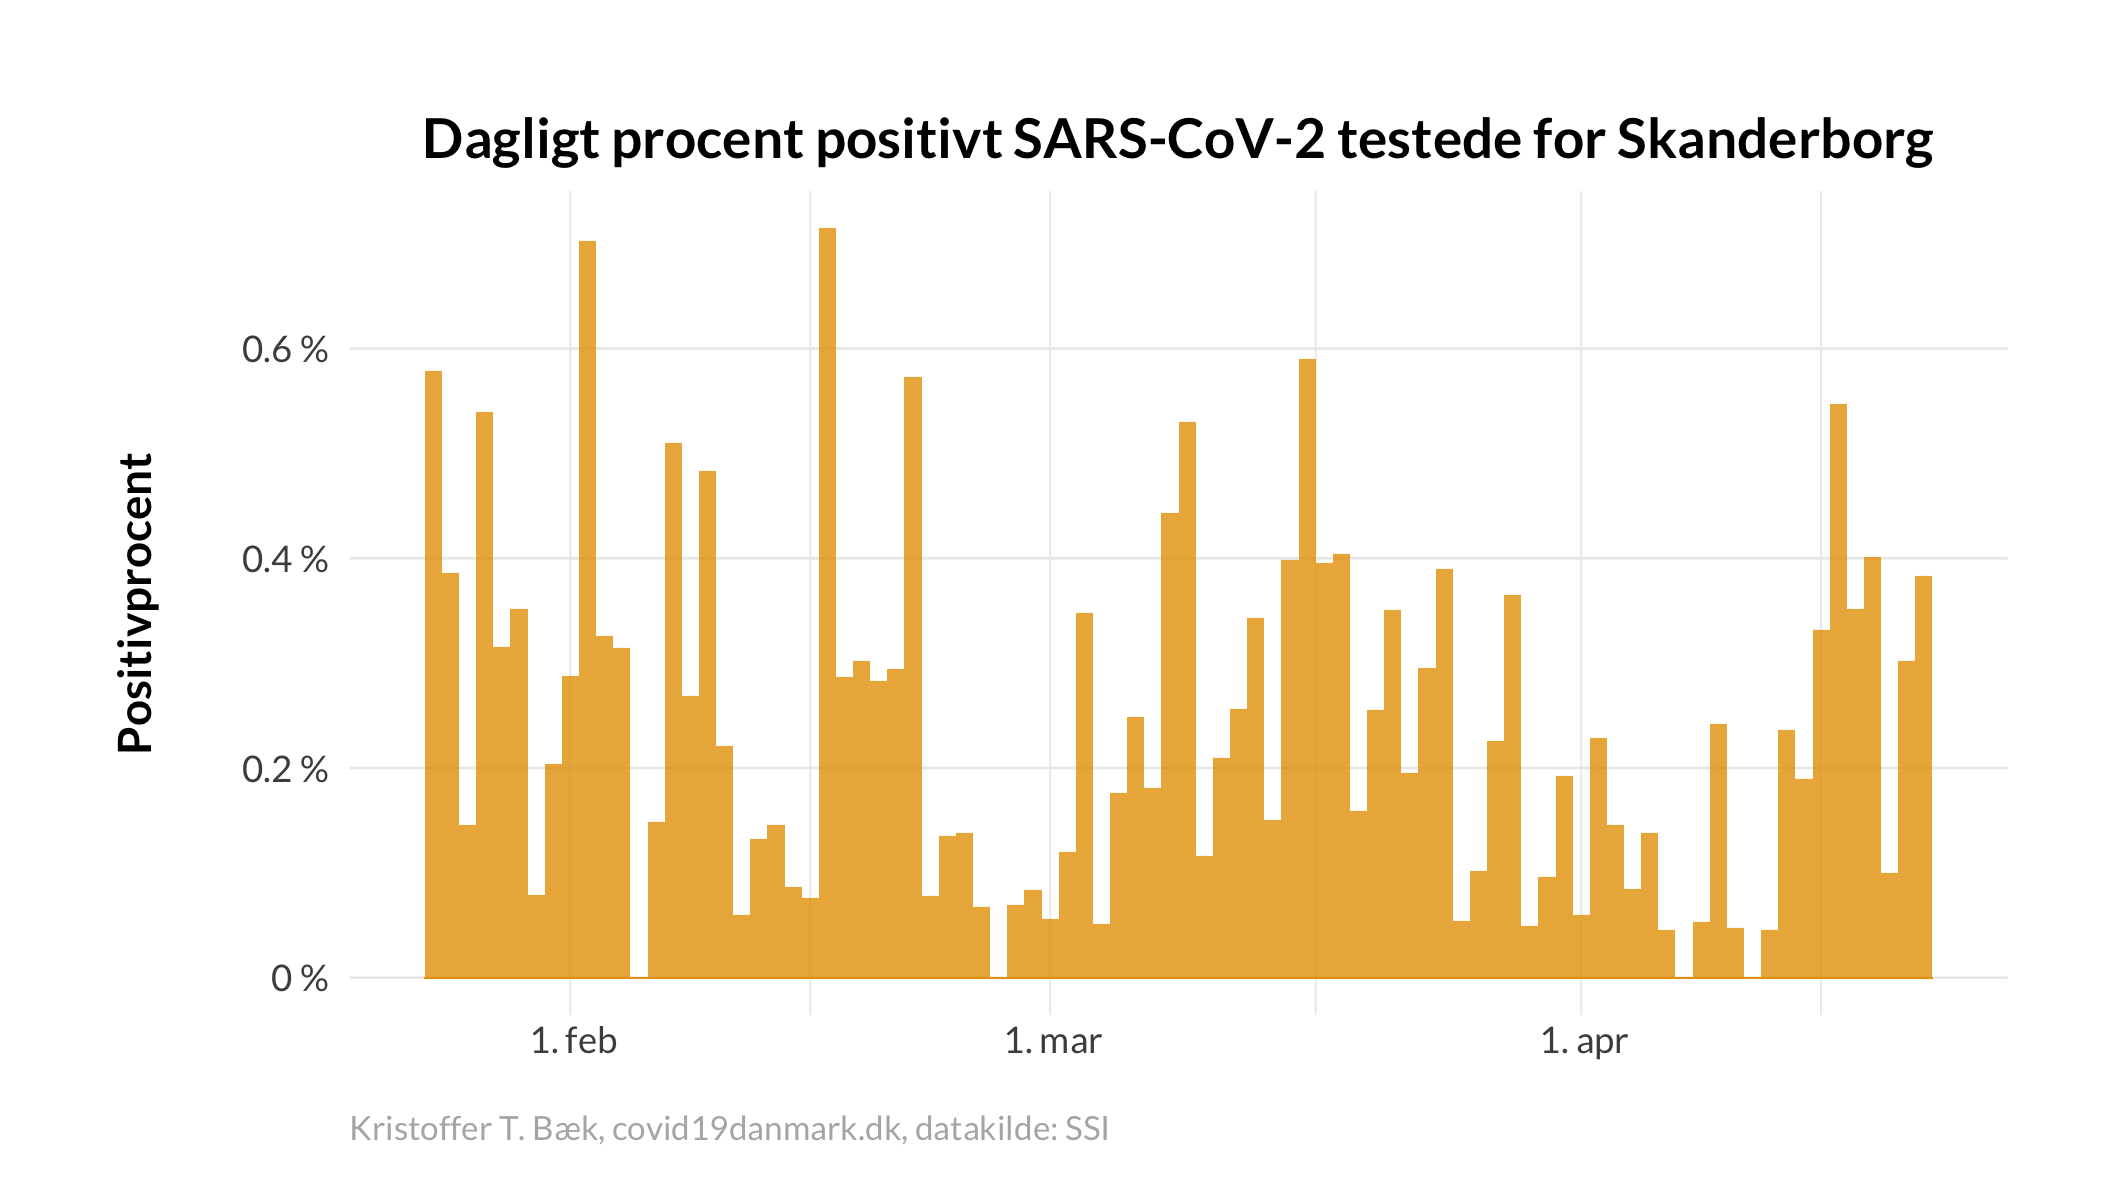 Dagligt procent positivt SARS-CoV-2 testede for Skanderborg
Positivprocent
0.6 %
0.4 %
0.2 %
0 %
1. feb
1. mar
1. apr
Kristoffer T. Bæk, covid19danmark.dk, datakilde: SSI